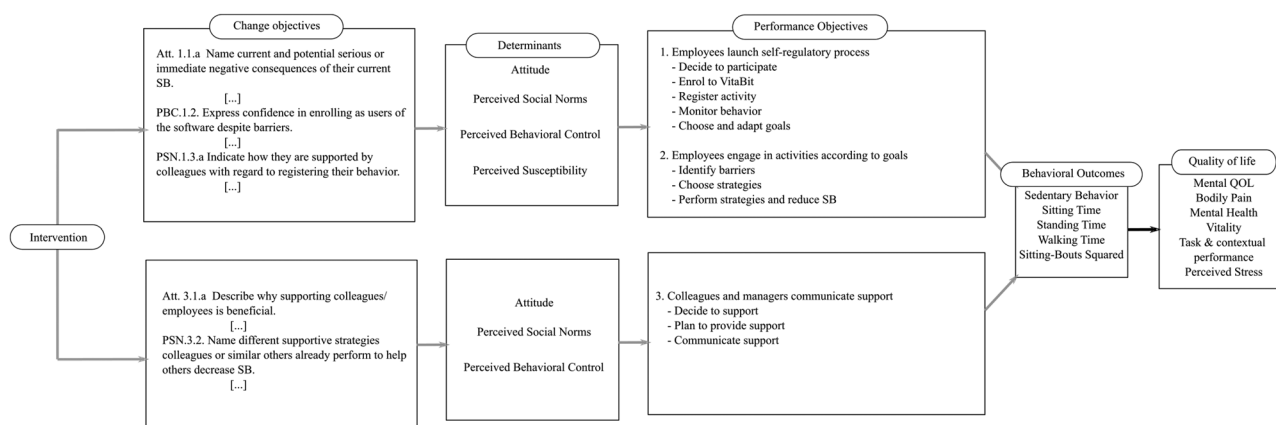 Change objectives
Att. 1.1.a  Name current and potential serious or
immediate negative consequences of their current
SB.
[...]
PBC.1.2. Express confidence in enrolling as users of
the software despite barriers.
[...]
PSN.1.3.a Indicate how they are supported by
colleagues with regard to registering their behavior.
[...]
Determinants
Attitude
Perceived Social Norms
Perceived Behavioral Control
Perceived Susceptibility
Performance Objectives
1. Employees launch self-regulatory process
- Decide to participate
- Enrol to VitaBit
- Register activity
- Monitor behavior
- Choose and adapt goals
2. Employees engage in activities according to goals
- Identify barriers
- Choose strategies
- Perform strategies and reduce SB
Intervention
Att. 3.1.a  Describe why supporting colleagues/
employees is beneficial.
[...]
PSN.3.2. Name different supportive strategies
colleagues or similar others already perform to help
others decrease SB.
[...]
Attitude
Perceived Social Norms
Perceived Behavioral Control
3. Colleagues and managers communicate support
- Decide to support
- Plan to provide support
- Communicate support
Behavioral Outcomes
Sedentary Behavior
Sitting Time
Standing Time
Walking Time
Sitting-Bouts Squared
Quality of life
Mental QOL
Bodily Pain
Mental Health
Vitality
Task & contextual
performance
Perceived Stress